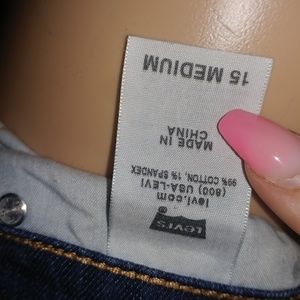 Levi's
levi.com
(800) USA-LEVI
99% COTTON, 1% SPANDEX
MADE IN
CHINA
15 MEDIUM